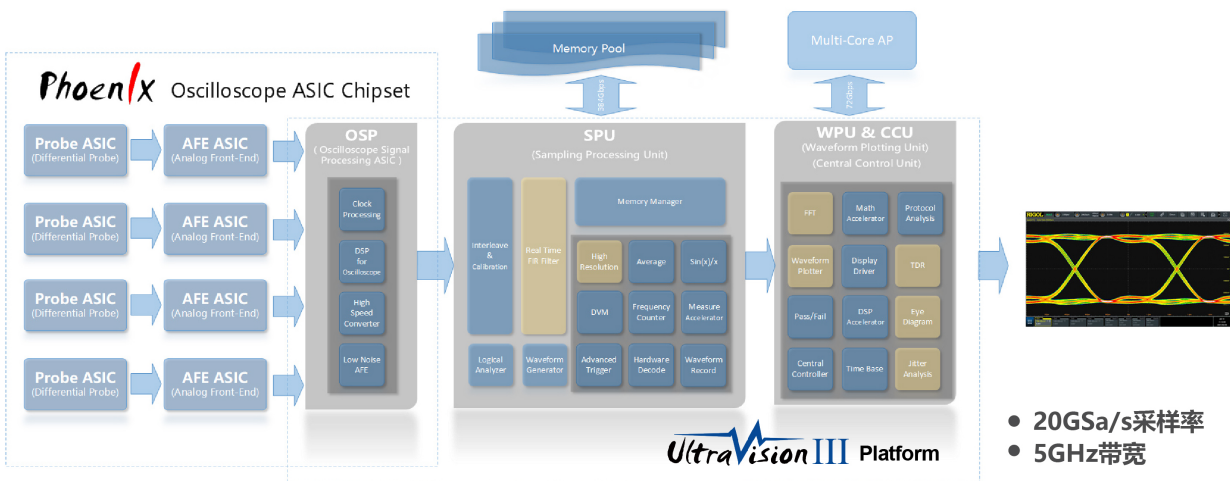 Memory Pool
Multi-Core AP
384Gbps
72Gbps
PhoenIx Oscilloscope ASIC Chipset
Probe ASIC
(Differential Probe)
AFE ASIC
(Analog Front-End)
Probe ASIC
(Differential Probe)
AFE ASIC
(Analog Front-End)
Probe ASIC
(Differential Probe)
AFE ASIC
(Analog Front-End)
Probe ASIC
(Differential Probe)
AFE ASIC
(Analog Front-End)
OSP
( Oscilloscope Signal
Processing ASIC )
Clock
Processing
DSP
for
Oscilloscope
High
Speed
Converter
Low Noise
AFE
SPU
(Sampling Processing Unit)
Interleave
&
Calibration
Real Time
FIR Filter
Memory Manager
High
Resolution
Average
Sin(x)/x
DVM
Frequency
Counter
Measure
Accelerator
Logical
Analyzer
Waveform
Generator
Advanced
Trigger
Hardware
Decode
Waveform
Record
WPU & CCU
(Waveform Plotting Unit)
(Central Control Unit)
FFT
Math
Accelerator
Protocol
Analysis
Waveform
Plotter
Display
Driver
TDR
Pass/Fail
DSP
Accelerator
Eye
Diagram
Central
Controller
Time Base
Jitter
Analysis
RIGOL
UltraVision III Platform
● 20GSa/s采样率
● 5GHz带宽